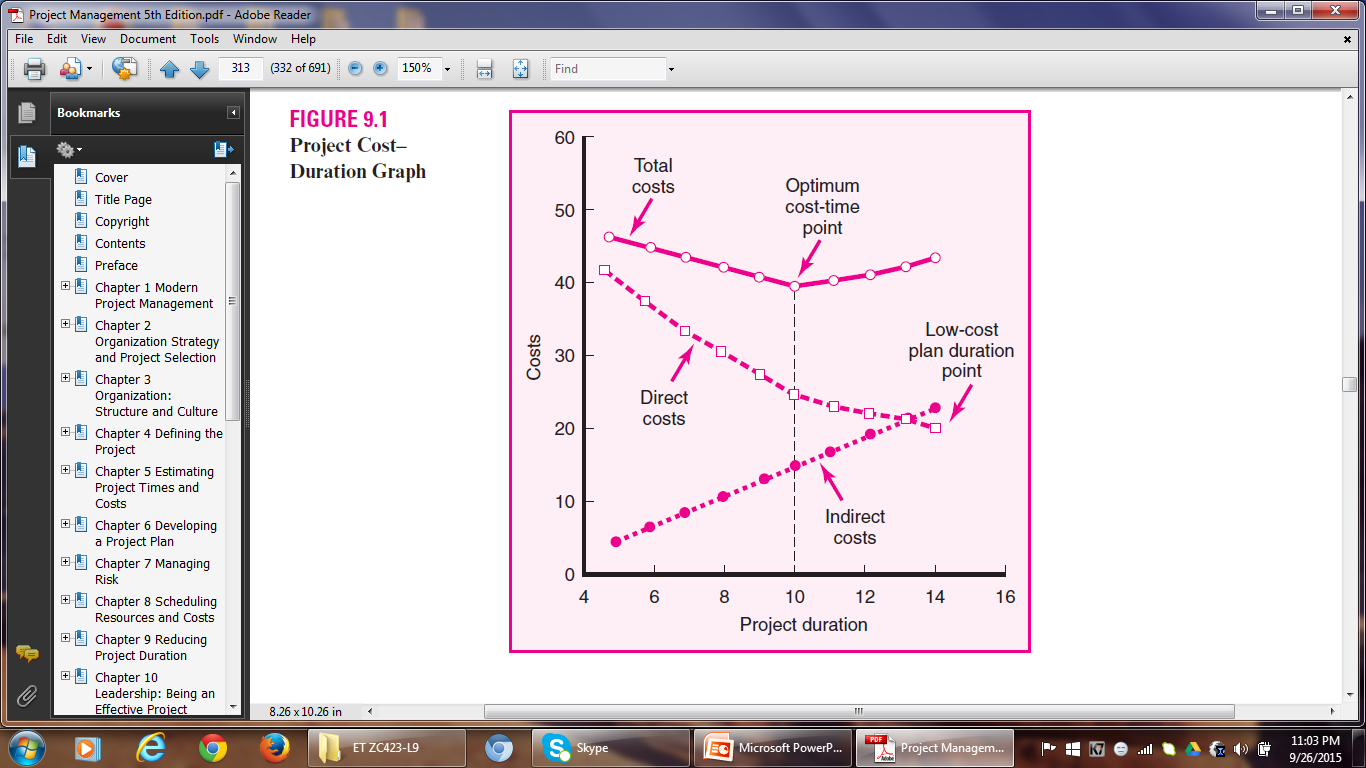 Project Management 5th Edition.pdf - Adobe Reader
File Edit View Document Tools Window Help
313 (332 of 691) 150% Find
Bookmarks
Cover
Title Page
Copyright
Contents
Preface
Chapter 1 Modern
Project Management
Chapter 2
Organization Strategy
and Project Selection
Chapter 3
Organization:
Structure and Culture
Chapter 4 Defining the
Project
Chapter 5 Estimating
Project Times and
Costs
Chapter 6 Developing
a Project Plan
Chapter 7 Managing
Risk
Chapter 8 Scheduling
Resources and Costs
Chapter 9 Reducing
Project Duration
Chapter 10
Leadership: Being an
Effective Project
FIGURE 9.1
Project Cost–
Duration Graph
60
50
40
30
20
10
0
Costs
Total
costs
Optimum
cost-time
point
Low-cost
plan duration
point
Direct
costs
Indirect
costs
4 6 8 10 12 14 16
Project duration
8.26 x 10.26 in
ET ZC423-L9
Skype
Microsoft PowerP...
PDF
Adobe
Project Managem...
11:03 PM
9/26/2015